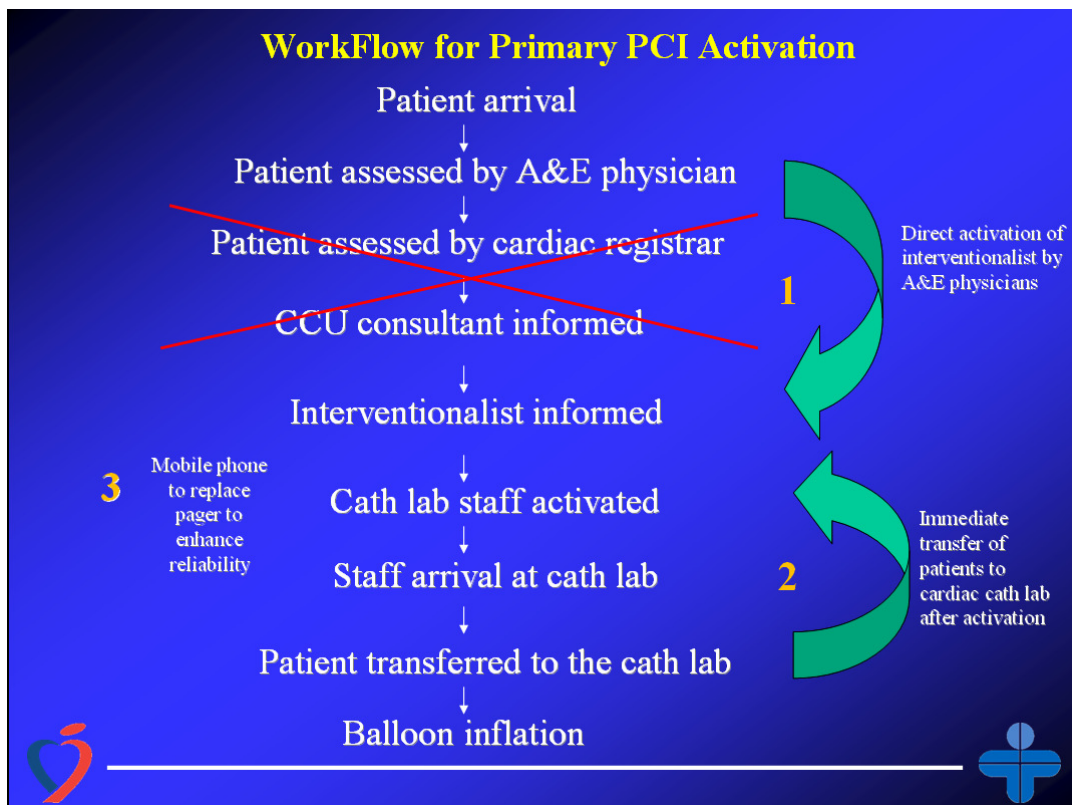 WorkFlow for Primary PCI Activation
Patient arrival
Patient assessed by A&E physician
Patient assessed by cardiac registrar
CCU consultant informed
Interventionalist informed
Cath lab staff activated
Staff arrival at cath lab
Patient transferred to the cath lab
Balloon inflation
1
Direct activation of
interventionalist by
A&E physicians
2
Immediate
transfer of
patients to
cardiac cath lab
after activation
3
Mobile phone
to replace
pager to
enhance
reliability